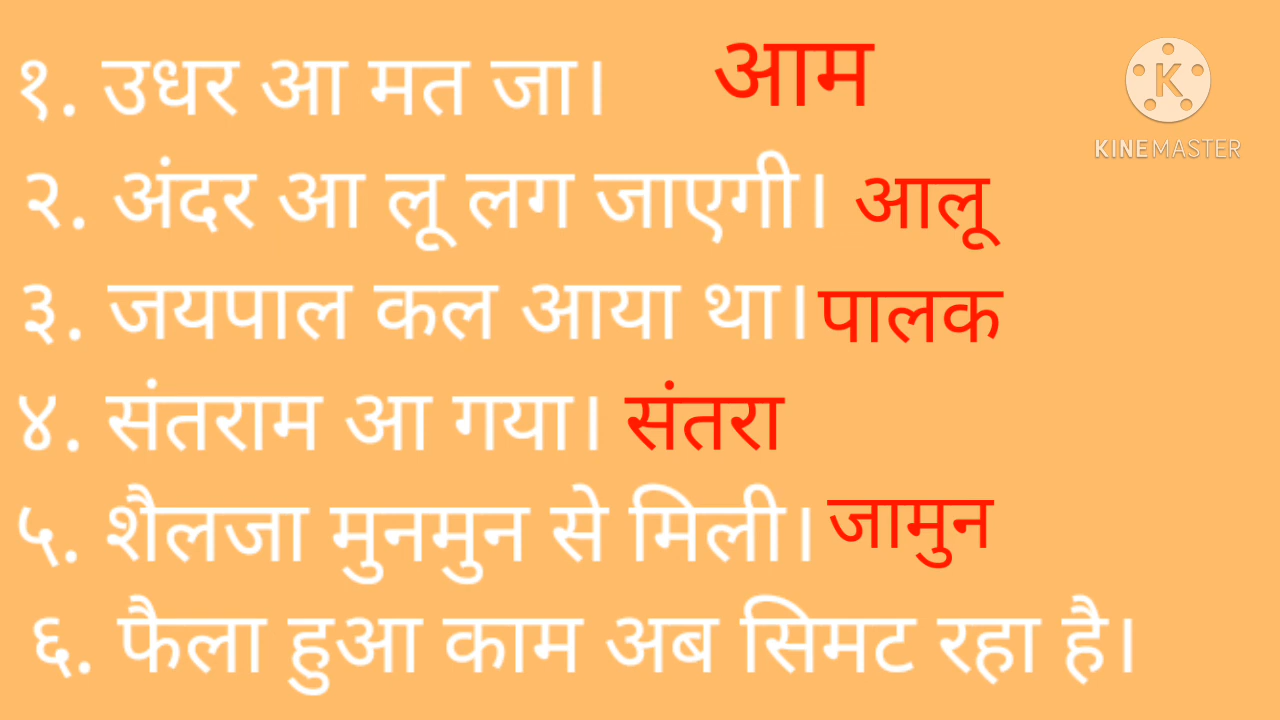 १. उधर आ मत जा। आम
K
KINEMASTER
२. अंदर आ लू लग जाएगी। आलू
३. जयपाल कल आया था। पालक
४. संतराम आ गया। संतरा
५. शैलजा मुनमुन से मिली। जामुन
६. फैला हुआ काम अब सिमट रहा है।